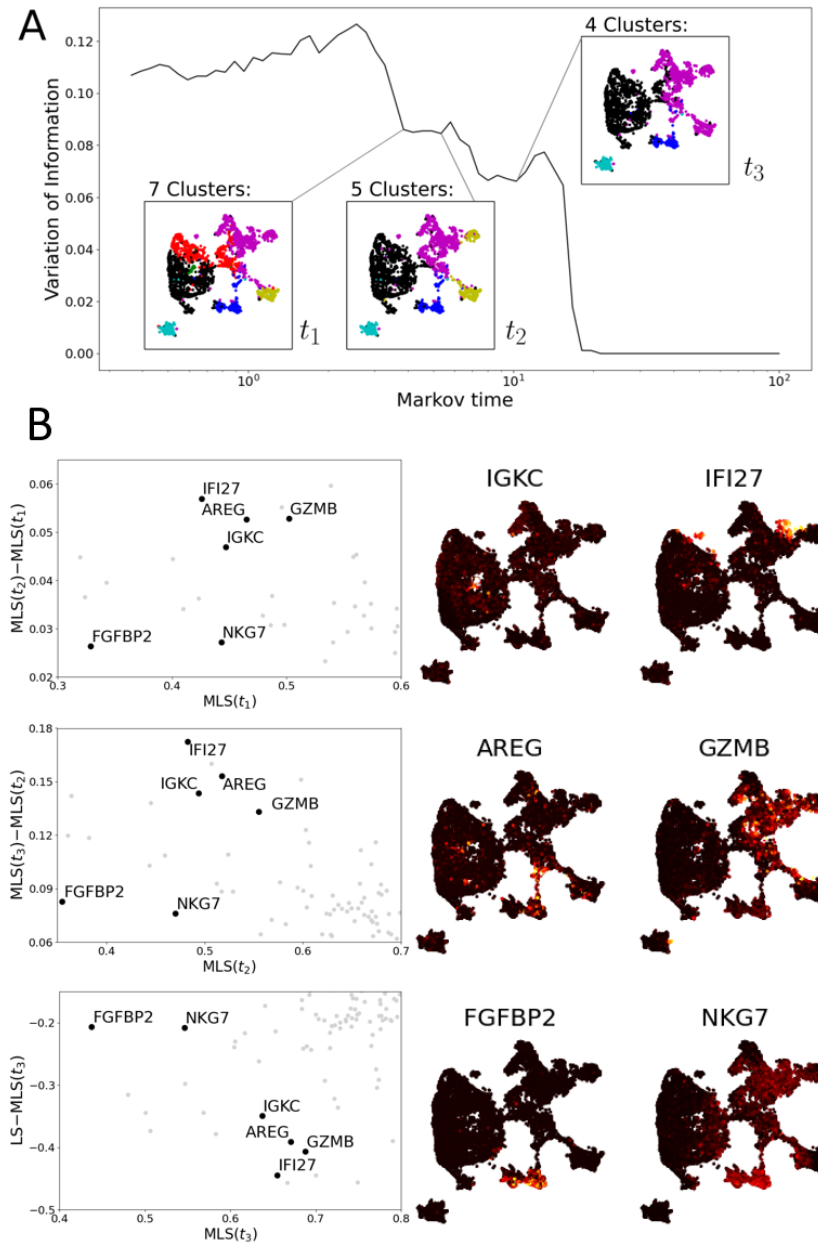 A
4 Clusters:
0.12
0.10
0.08
0.06
0.04
0.02
0.00
Variation of Information
t3
7 Clusters:
5 Clusters:
t1
t2
10⁰
10¹
10²
Markov time
B
0.06
0.05
0.04
0.03
0.02
MLS(t2)−MLS(t1)
IFI27
AREG
GZMB
IGKC
FGFBP2
NKG7
0.3
0.4
0.5
0.6
MLS(t1)
IGKC
IFI27
0.18
0.15
0.12
0.09
0.06
MLS(t3)−MLS(t2)
IFI27
IGKC
AREG
GZMB
FGFBP2
NKG7
0.4
0.5
0.6
0.7
MLS(t2)
AREG
GZMB
−0.2
−0.3
−0.4
−0.5
LS−MLS(t3)
FGFBP2
NKG7
IGKC
AREG
GZMB
IFI27
0.4
0.5
0.6
0.7
0.8
MLS(t3)
FGFBP2
NKG7